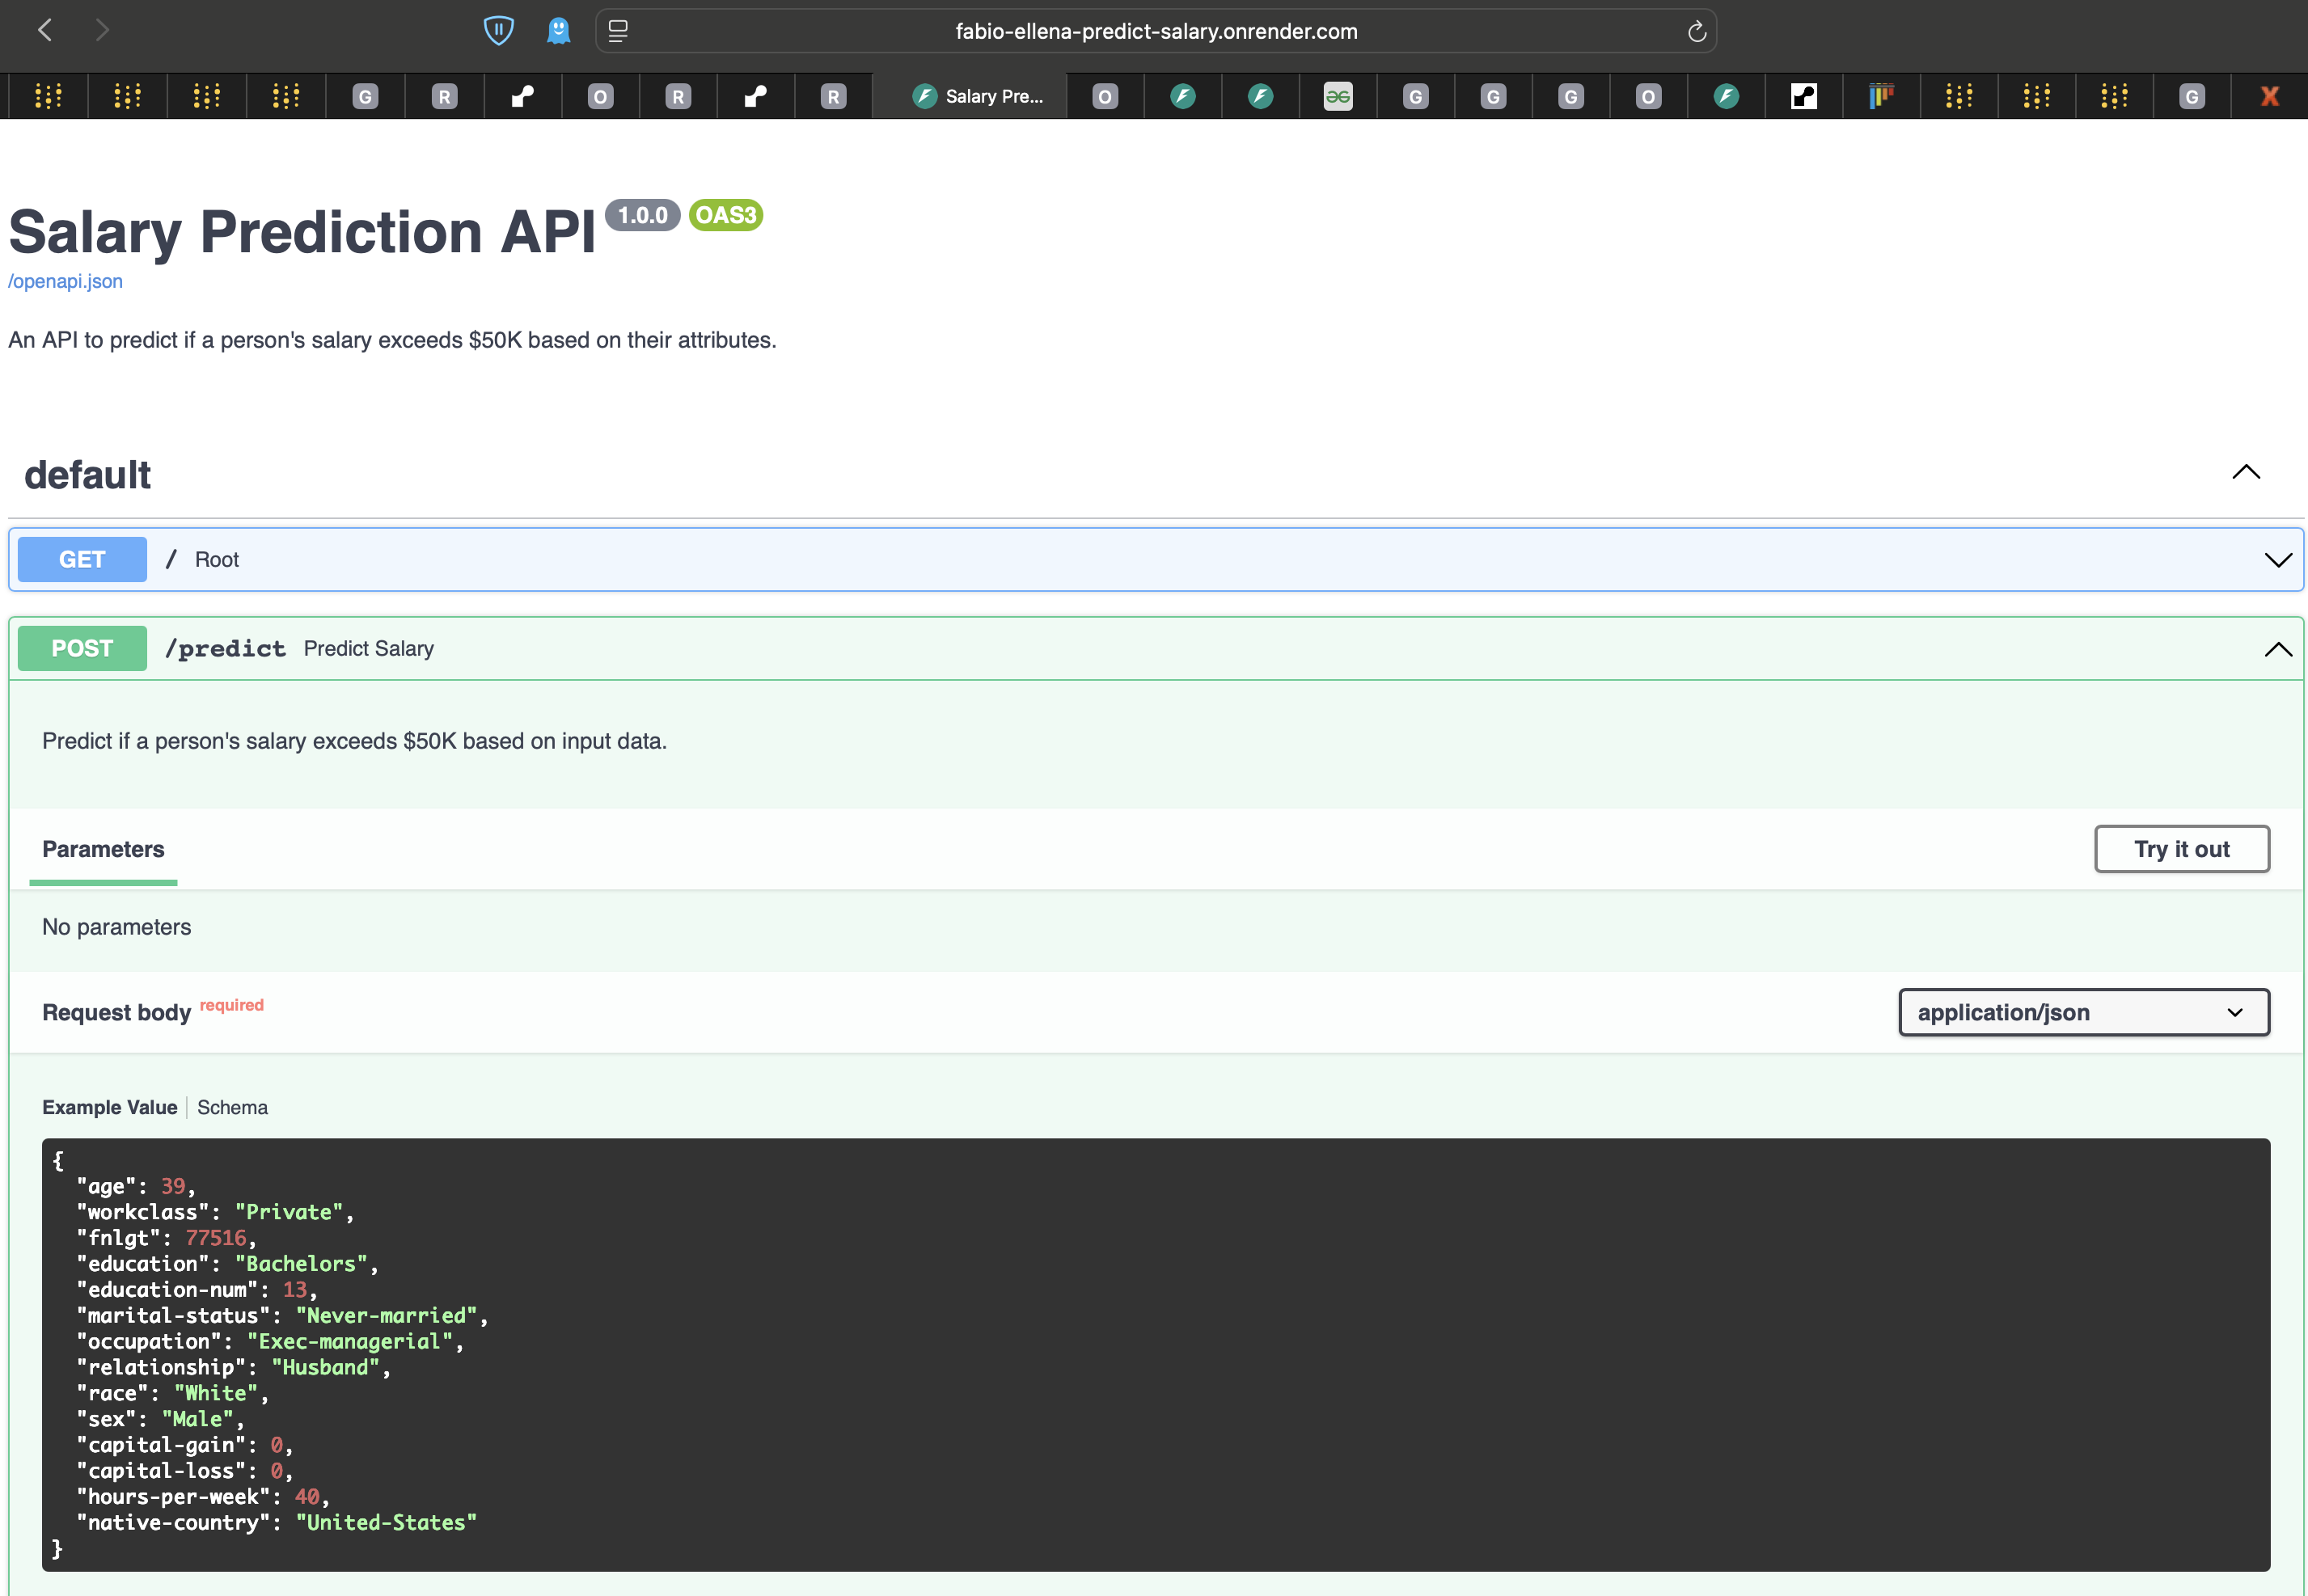 fabio-ellena-predict-salary.onrender.com
G
R
O
R
R
Salary Pre...
O
G
G
G
O
G
X
Salary Prediction API 1.0.0 OAS3
/openapi.json
An API to predict if a person's salary exceeds $50K based on their attributes.
default
GET / Root
POST /predict Predict Salary
Predict if a person's salary exceeds $50K based on input data.
Parameters
Try it out
No parameters
Request body required
application/json
Example Value Schema
{
"age": 39,
"workclass": "Private",
"fnlgt": 77516,
"education": "Bachelors",
"education-num": 13,
"marital-status": "Never-married",
"occupation": "Exec-managerial",
"relationship": "Husband",
"race": "White",
"sex": "Male",
"capital-gain": 0,
"capital-loss": 0,
"hours-per-week": 40,
"native-country": "United-States"
}